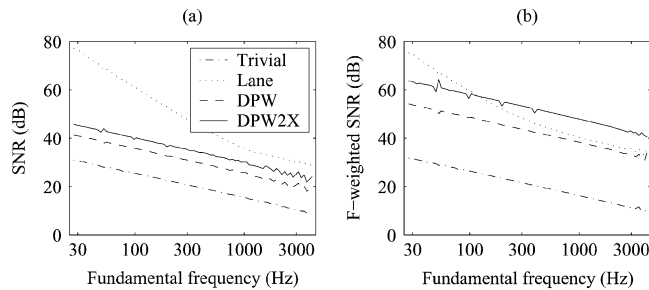 (a)
80
60
40
20
0
SNR (dB)
Trivial
Lane
DPW
DPW2X
30 100 300 1000 3000
Fundamental frequency (Hz)
(b)
80
60
40
20
0
F−weighted SNR (dB)
30 100 300 1000 3000
Fundamental frequency (Hz)